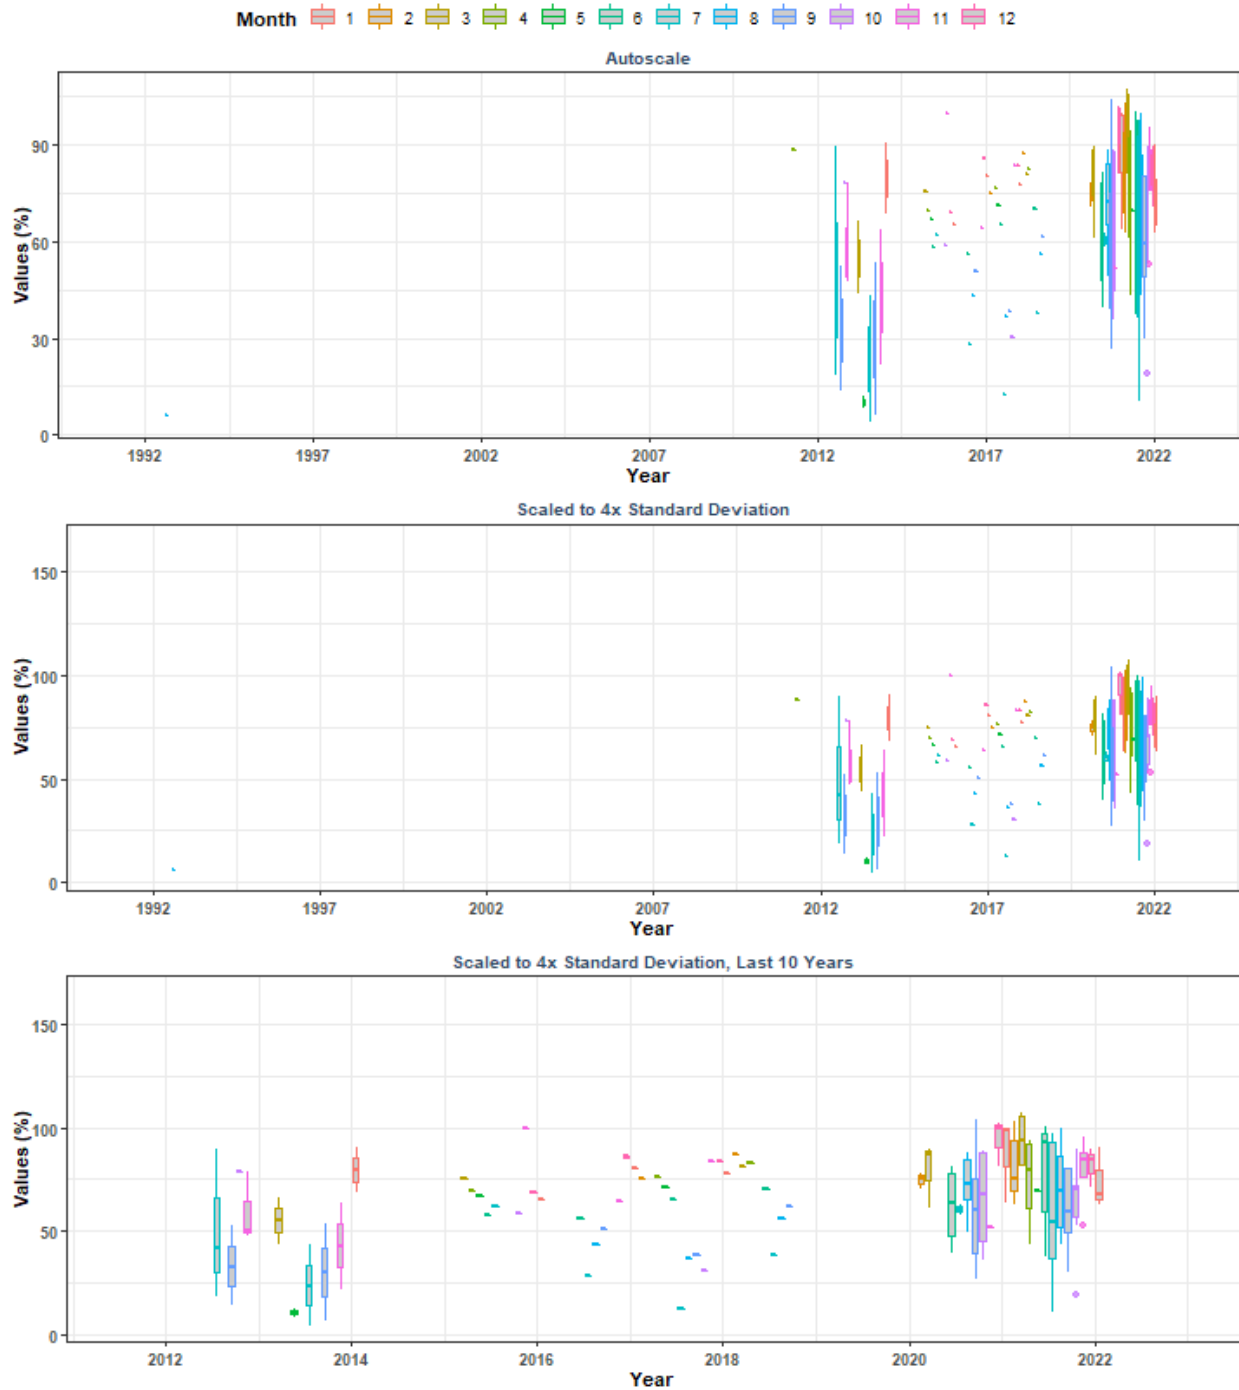 Month 1 2 3 4 5 6 7 8 9 10 11 12
Autoscale
Values (%)
90
60
30
0
1992 1997 2002 2007 2012 2017 2022
Year
Scaled to 4x Standard Deviation
Values (%)
150
100
50
0
1992 1997 2002 2007 2012 2017 2022
Year
Scaled to 4x Standard Deviation, Last 10 Years
Values (%)
150
100
50
0
2012 2014 2016 2018 2020 2022
Year